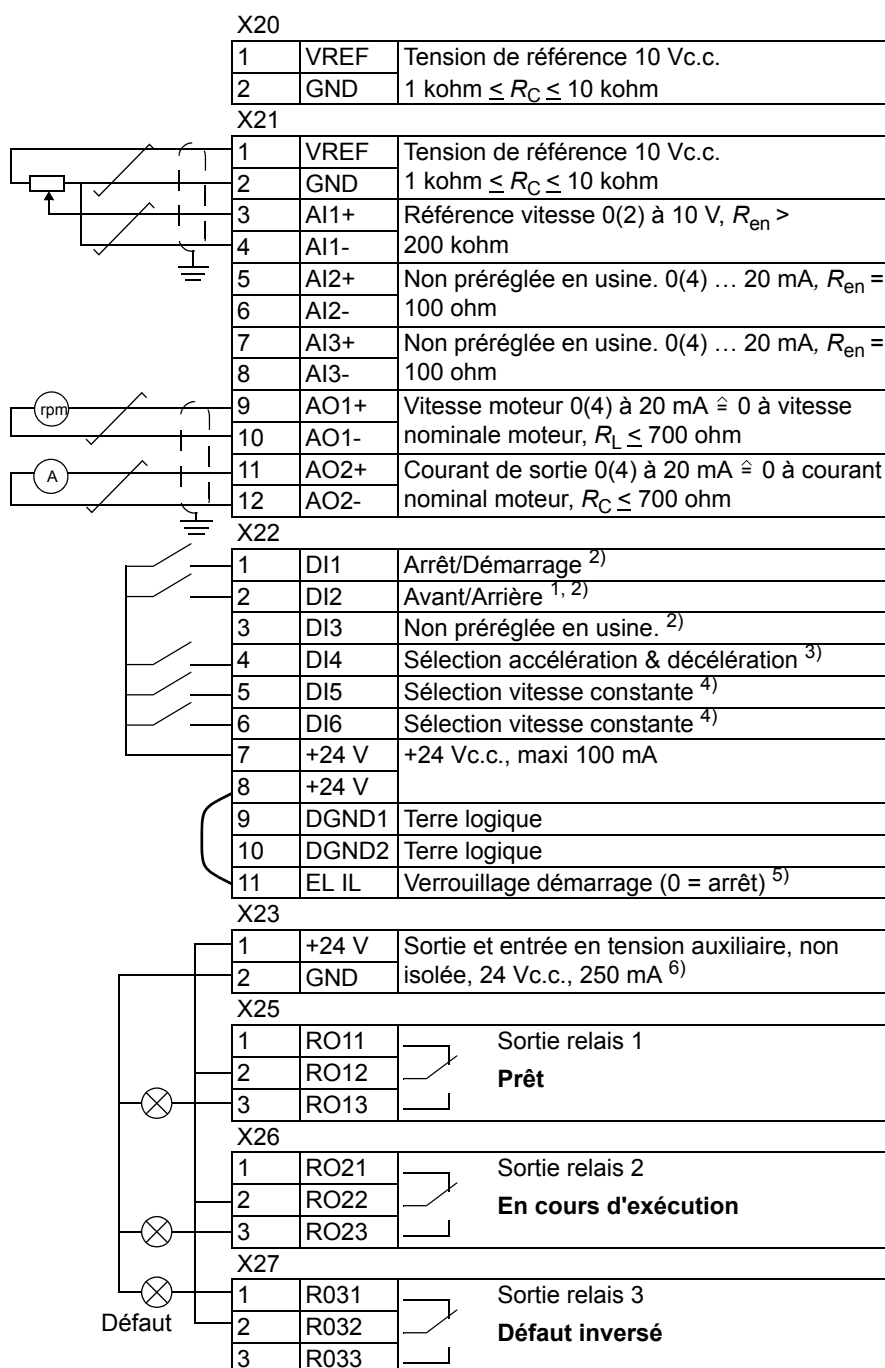 X20
1 VREF Tension de référence 10 Vc.c.
2 GND 1 kohm ≤ RC ≤ 10 kohm
X21
1 VREF Tension de référence 10 Vc.c.
2 GND 1 kohm ≤ RC ≤ 10 kohm
3 AI1+ Référence vitesse 0(2) à 10 V, Ren >
4 AI1- 200 kohm
5 AI2+ Non préréglée en usine. 0(4) … 20 mA, Ren =
6 AI2- 100 ohm
7 AI3+ Non préréglée en usine. 0(4) … 20 mA, Ren =
8 AI3- 100 ohm
rpm 9 AO1+ Vitesse moteur 0(4) à 20 mA ≙ 0 à vitesse
10 AO1- nominale moteur, RL ≤ 700 ohm
A 11 AO2+ Courant de sortie 0(4) à 20 mA ≙ 0 à courant
12 AO2- nominal moteur, RC ≤ 700 ohm
X22
1 DI1 Arrêt/Démarrage 2)
2 DI2 Avant/Arrière 1, 2)
3 DI3 Non préréglée en usine. 2)
4 DI4 Sélection accélération & décélération 3)
5 DI5 Sélection vitesse constante 4)
6 DI6 Sélection vitesse constante 4)
7 +24 V +24 Vc.c., maxi 100 mA
8 +24 V
9 DGND1 Terre logique
10 DGND2 Terre logique
11 EL IL Verrouillage démarrage (0 = arrêt) 5)
X23
1 +24 V Sortie et entrée en tension auxiliaire, non
2 GND isolée, 24 Vc.c., 250 mA 6)
X25
1 RO11 Sortie relais 1
2 RO12 Prêt
3 RO13
X26
1 RO21 Sortie relais 2
2 RO22 En cours d'exécution
3 RO23
X27
1 R031 Sortie relais 3
Défaut 2 R032 Défaut inversé
3 R033